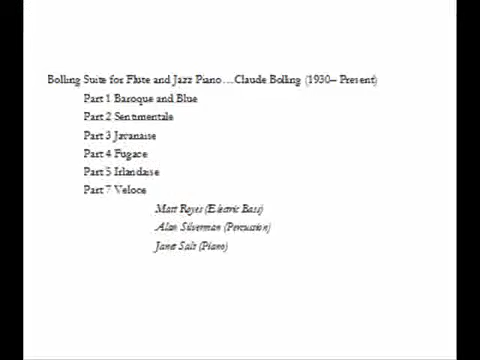 Bolling Suite for Flute and Jazz Piano…Claude Bolling (1930– Present)
Part 1 Baroque and Blue
Part 2 Sentimentale
Part 3 Javanaise
Part 4 Fugace
Part 5 Irlandaise
Part 7 Veloce
Matt Reyes (Electric Bass)
Alan Silverman (Percussion)
Janet Salt (Piano)